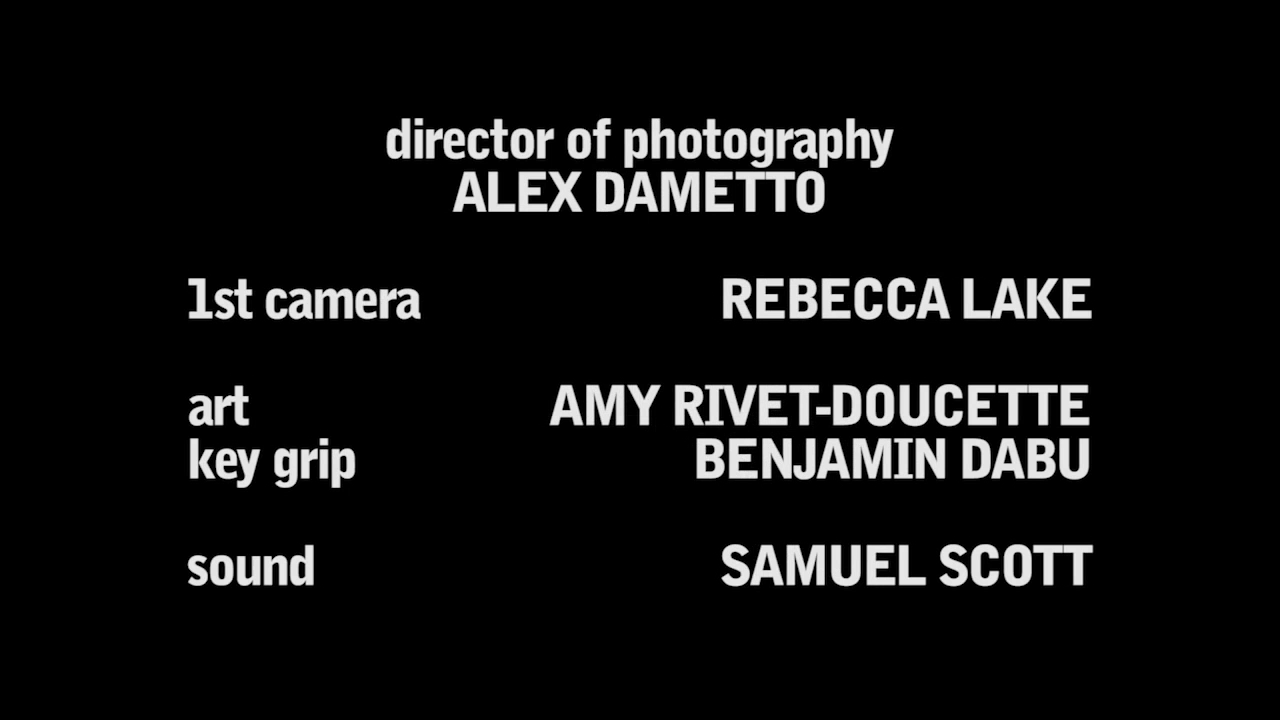 director of photography
ALEX DAMETTO
1st camera REBECCA LAKE
art AMY RIVET-DOUCETTE
key grip BENJAMIN DABU
sound SAMUEL SCOTT